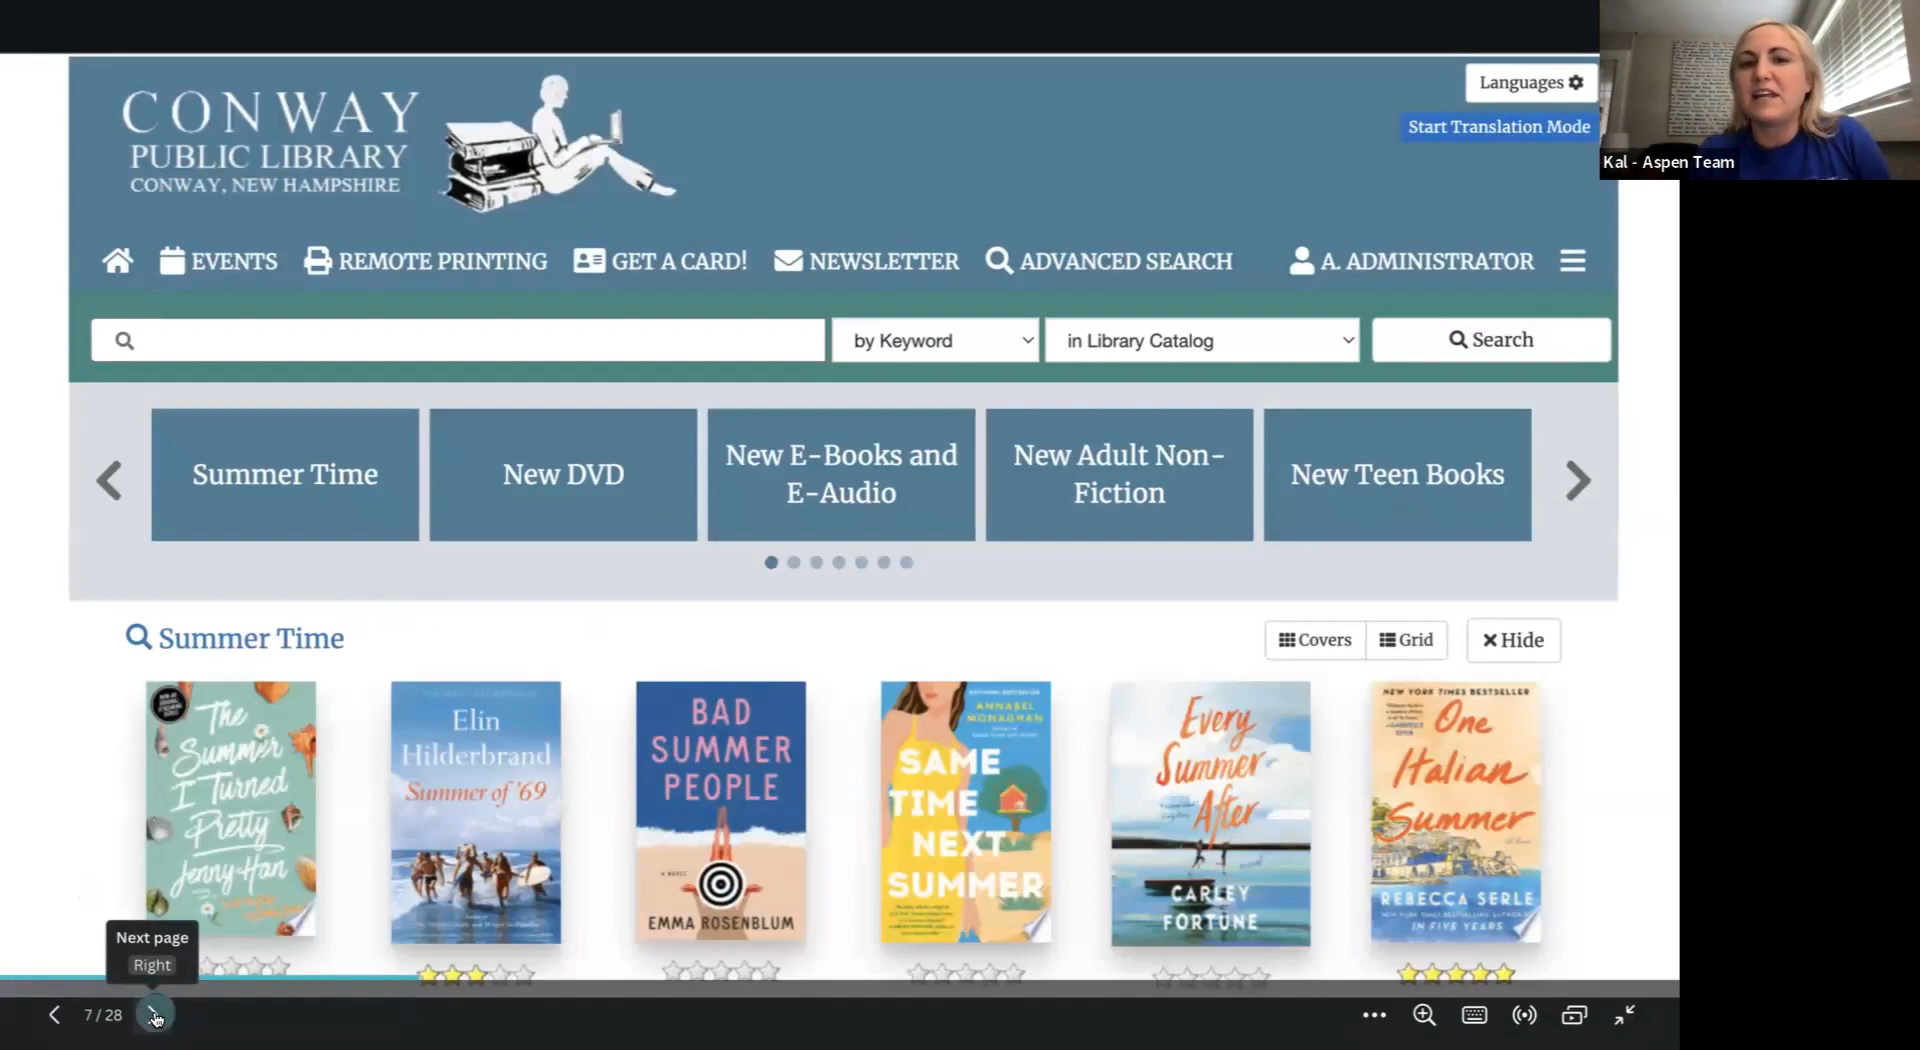 CONWAY
PUBLIC LIBRARY
CONWAY, NEW HAMPSHIRE
Languages
Start Translation Mode
Kal - Aspen Team
EVENTS REMOTE PRINTING GET A CARD! NEWSLETTER ADVANCED SEARCH A. ADMINISTRATOR
by Keyword in Library Catalog Search
Summer Time
New DVD
New E-Books and
E-Audio
New Adult Non-
Fiction
New Teen Books
Summer Time
Covers Grid Hide
The
Summer
I Turned
Pretty
Jenny Han
Elin
Hilderbrand
Summer of '69
BAD
SUMMER
PEOPLE
A NOVEL
EMMA ROSENBLUM
ANNABEL
MONAGHAN
SAME
TIME
NEXT
SUMMER
Every
Summer
After
CARLEY
FORTUNE
NEW YORK TIMES BESTSELLER
One
Italian
Summer
REBECCA SERLE
IN FIVE YEARS
Next page
Right
7 / 28